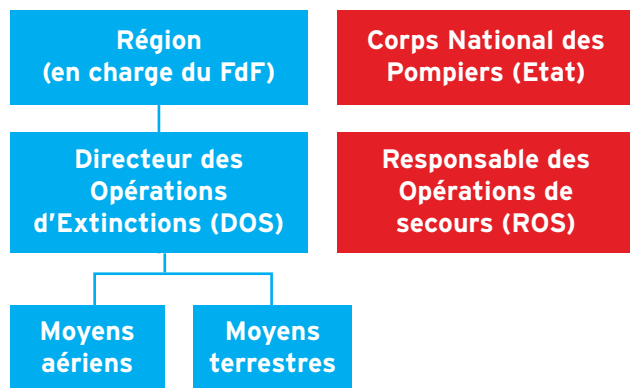 Région
(en charge du FdF)
Corps National des
Pompiers (Etat)
Directeur des
Opérations
d'Extinctions (DOS)
Responsable des
Opérations de
secours (ROS)
Moyens
aériens
Moyens
terrestres